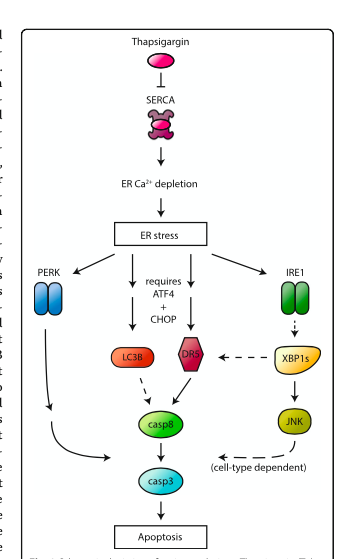 Thapsigargin
SERCA
ER Ca²⁺ depletion
ER stress
PERK
IRE1
requires
ATF4
+
CHOP
LC3B
DR5
XBP1s
casp8
JNK
(cell-type dependent)
casp3
Apoptosis